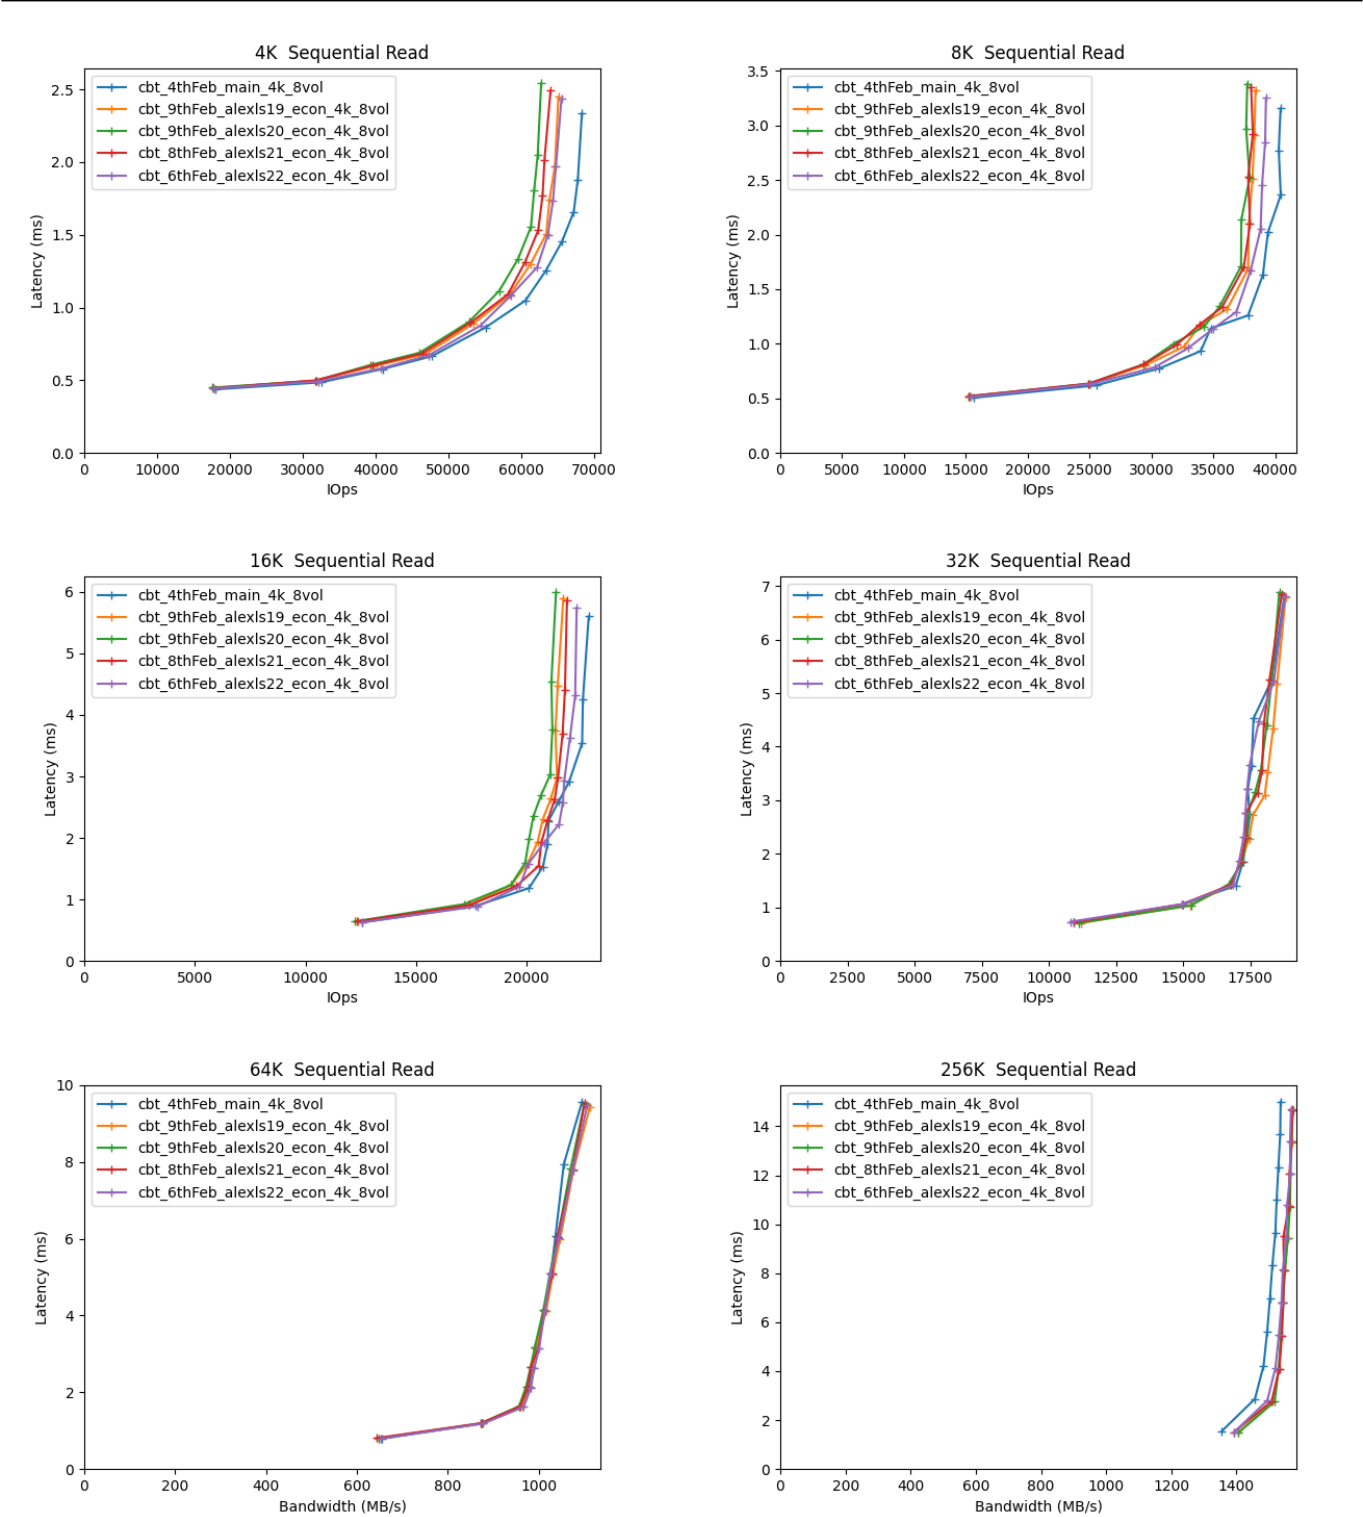 4K  Sequential Read
cbt_4thFeb_main_4k_8vol
cbt_9thFeb_alexls19_econ_4k_8vol
cbt_9thFeb_alexls20_econ_4k_8vol
cbt_8thFeb_alexls21_econ_4k_8vol
cbt_6thFeb_alexls22_econ_4k_8vol
Latency (ms)
2.5
2.0
1.5
1.0
0.5
0.0
0 10000 20000 30000 40000 50000 60000 70000
IOps
8K  Sequential Read
cbt_4thFeb_main_4k_8vol
cbt_9thFeb_alexls19_econ_4k_8vol
cbt_9thFeb_alexls20_econ_4k_8vol
cbt_8thFeb_alexls21_econ_4k_8vol
cbt_6thFeb_alexls22_econ_4k_8vol
Latency (ms)
3.5
3.0
2.5
2.0
1.5
1.0
0.5
0.0
0 5000 10000 15000 20000 25000 30000 35000 40000
IOps
16K  Sequential Read
cbt_4thFeb_main_4k_8vol
cbt_9thFeb_alexls19_econ_4k_8vol
cbt_9thFeb_alexls20_econ_4k_8vol
cbt_8thFeb_alexls21_econ_4k_8vol
cbt_6thFeb_alexls22_econ_4k_8vol
Latency (ms)
6
5
4
3
2
1
0
0 5000 10000 15000 20000
IOps
32K  Sequential Read
cbt_4thFeb_main_4k_8vol
cbt_9thFeb_alexls19_econ_4k_8vol
cbt_9thFeb_alexls20_econ_4k_8vol
cbt_8thFeb_alexls21_econ_4k_8vol
cbt_6thFeb_alexls22_econ_4k_8vol
Latency (ms)
7
6
5
4
3
2
1
0
0 2500 5000 7500 10000 12500 15000 17500
IOps
64K  Sequential Read
cbt_4thFeb_main_4k_8vol
cbt_9thFeb_alexls19_econ_4k_8vol
cbt_9thFeb_alexls20_econ_4k_8vol
cbt_8thFeb_alexls21_econ_4k_8vol
cbt_6thFeb_alexls22_econ_4k_8vol
Latency (ms)
10
8
6
4
2
0
0 200 400 600 800 1000
Bandwidth (MB/s)
256K  Sequential Read
cbt_4thFeb_main_4k_8vol
cbt_9thFeb_alexls19_econ_4k_8vol
cbt_9thFeb_alexls20_econ_4k_8vol
cbt_8thFeb_alexls21_econ_4k_8vol
cbt_6thFeb_alexls22_econ_4k_8vol
Latency (ms)
14
12
10
8
6
4
2
0
0 200 400 600 800 1000 1200 1400
Bandwidth (MB/s)